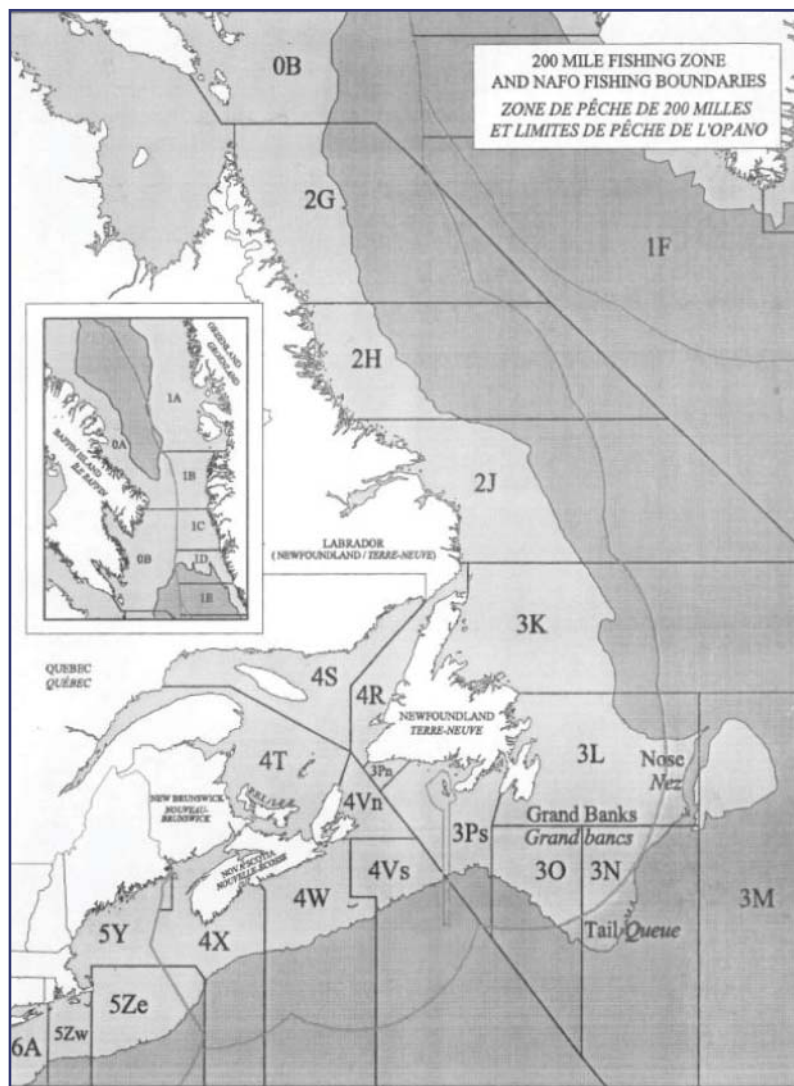 0B
200 MILE FISHING ZONE
AND NAFO FISHING BOUNDARIES
ZONE DE PÊCHE DE 200 MILLES
ET LIMITES DE PÊCHE DE L'OPANO
2G
1F
2H
GREENLAND
GROENLAND
1A
0A
BAFFIN ISLAND
ÎLE BAFFIN
1B
1C
0B
1D
1E
2J
LABRADOR
( NEWFOUNDLAND / TERRE-NEUVE)
3K
QUEBEC
QUÉBEC
4S
4R
NEWFOUNDLAND
TERRE-NEUVE
4T
3Pn
3L
Nose
Nez
NEW BRUNSWICK
NOUVEAU-
BRUNSWICK
4Vn
Grand Banks
Grand bancs
3Ps
NOVA SCOTIA
NOUVELLE-ÉCOSSE
4Vs
3O
3N
4W
3M
Tail Queue
5Y
4X
5Ze
5Zw
6A